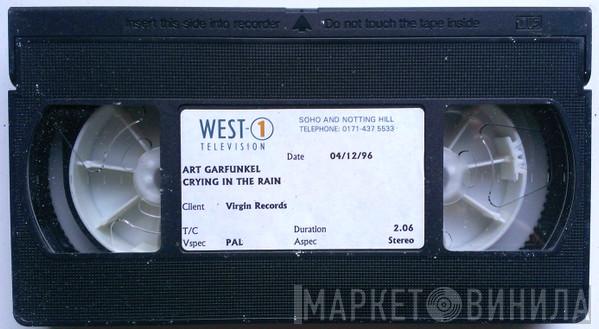 Insert this side into recorder Do not touch the tape inside
WEST-1
TELEVISION
SOHO AND NOTTING HILL
TELEPHONE: 0171-437 5533
Date 04/12/96
ART GARFUNKEL
CRYING IN THE RAIN
Client Virgin Records
T/C Duration 2.06
Vspec PAL Aspec Stereo
МАРКЕТ ВИНИЛА